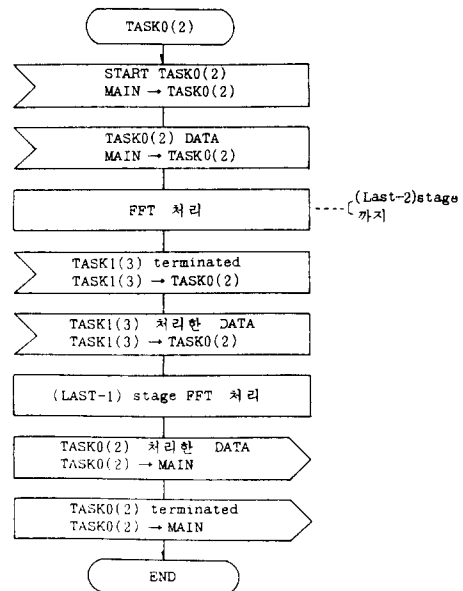 TASK0(2)
START TASK0(2)
MAIN → TASK0(2)
TASK0(2) DATA
MAIN → TASK0(2)
FFT 처리
(Last-2)stage
까지
TASK1(3) terminated
TASK1(3) → TASK0(2)
TASK1(3) 처리한 DATA
TASK1(3) → TASK0(2)
(LAST-1) stage FFT 처리
TASK0(2) 처리한 DATA
TASK0(2) → MAIN
TASK0(2) terminated
TASK0(2) → MAIN
END